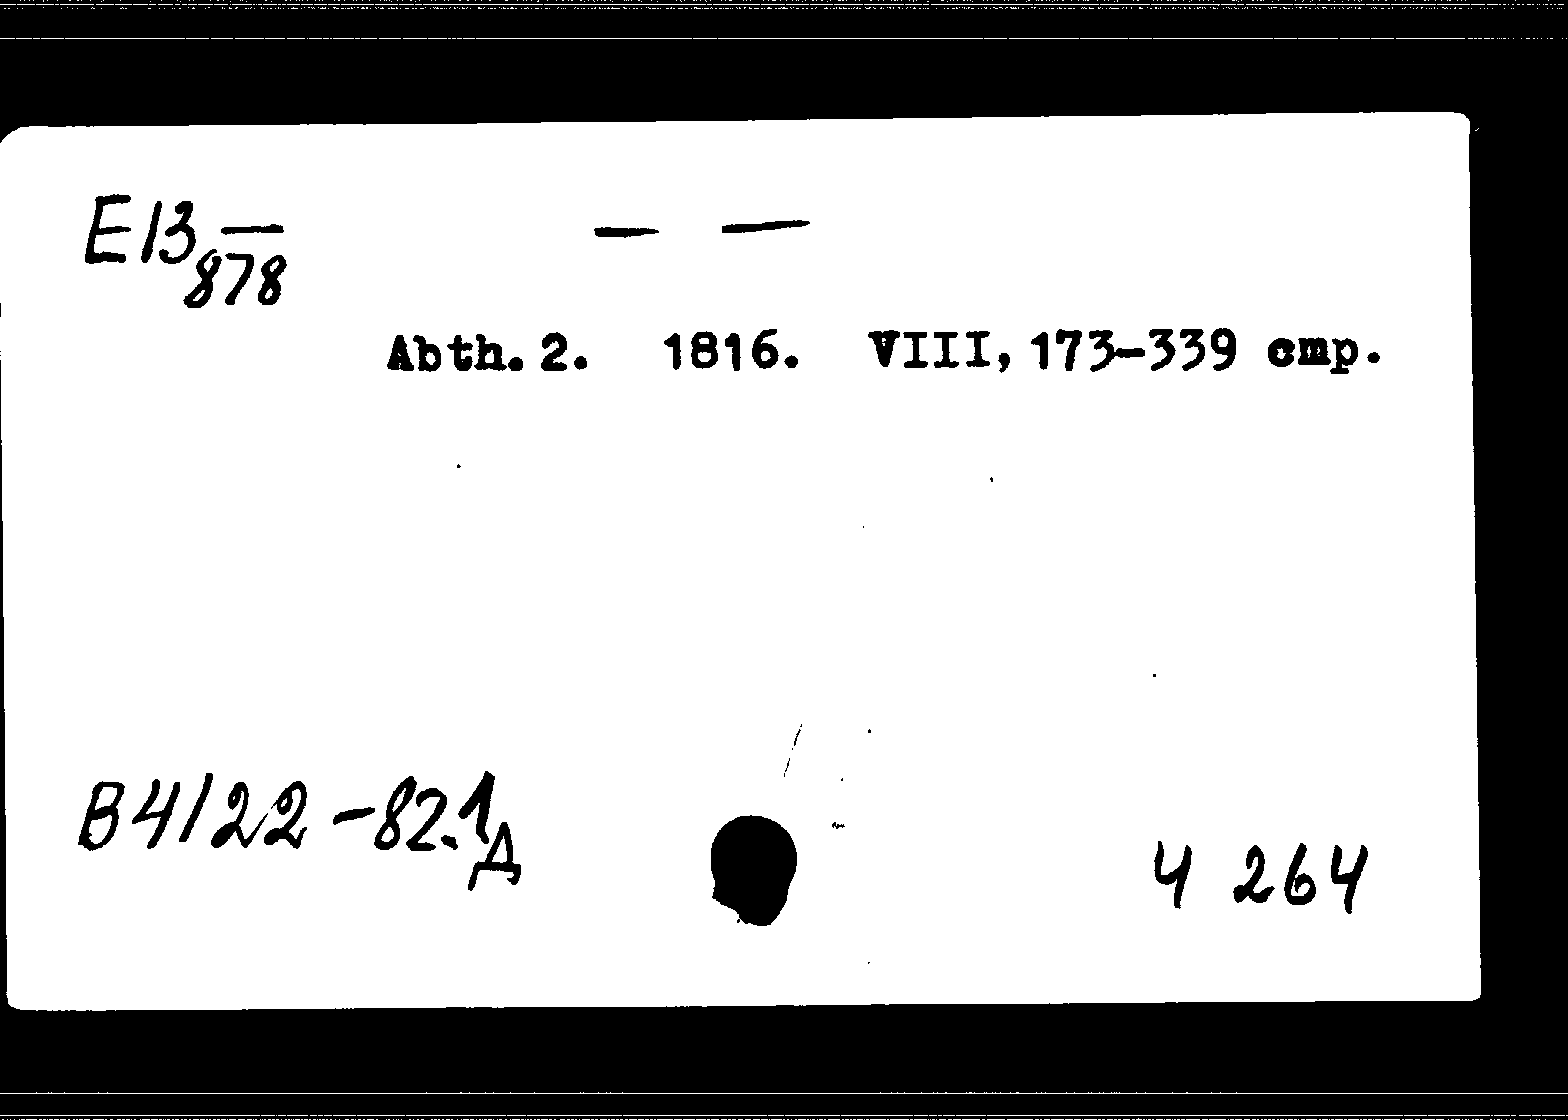 E13 — — —
878
Abth. 2. 1816. VIII, 173-339 стр.
B4122-82.1д
4 264